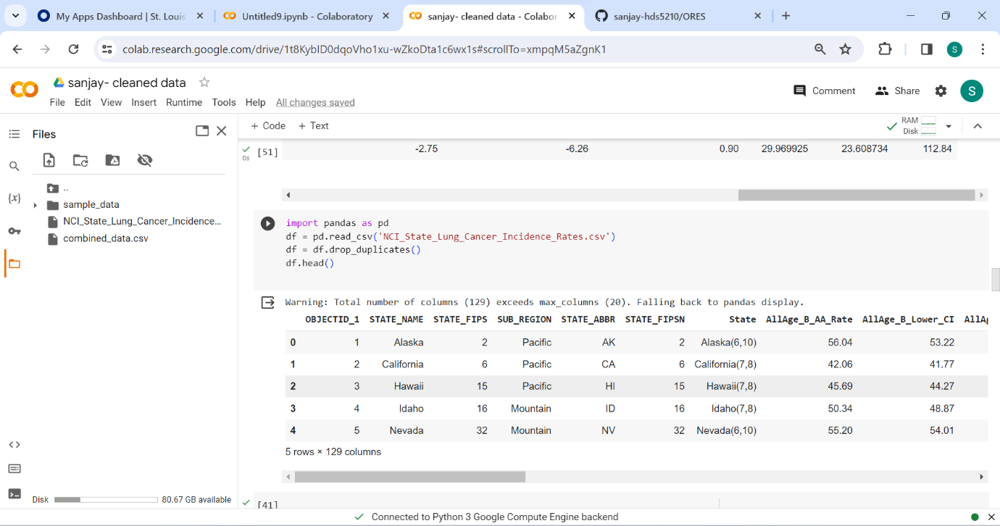 My Apps Dashboard | St. Louis
Untitled9.ipynb - Colaboratory
sanjay- cleaned data - Colabor
sanjay-hds5210/ORES
colab.research.google.com/drive/1t8KybID0dqoVho1xu-wZkoDta1c6wx1s#scrollTo=xmpqM5aZgnK1
S
sanjay- cleaned data
File Edit View Insert Runtime Tools Help All changes saved
Comment Share S
Files
+ Code + Text
RAM
Disk
..
sample_data
NCI_State_Lung_Cancer_Incidence...
combined_data.csv
{x}
0s [51] -2.75 -6.26 0.90 29.969925 23.608734 112.84
import pandas as pd
df = pd.read_csv('NCI_State_Lung_Cancer_Incidence_Rates.csv')
df = df.drop_duplicates()
df.head()
Warning: Total number of columns (129) exceeds max_columns (20). Falling back to pandas display.
OBJECTID_1 STATE_NAME STATE_FIPS SUB_REGION STATE_ABBR STATE_FIPSN State AllAge_B_AA_Rate AllAge_B_Lower_CI AllAg
0 1 Alaska 2 Pacific AK 2 Alaska(6,10) 56.04 53.22
1 2 California 6 Pacific CA 6 California(7,8) 42.06 41.77
2 3 Hawaii 15 Pacific HI 15 Hawaii(7,8) 45.69 44.27
3 4 Idaho 16 Mountain ID 16 Idaho(7,8) 50.34 48.87
4 5 Nevada 32 Mountain NV 32 Nevada(6,10) 55.20 54.01
5 rows × 129 columns
[41]
Disk 80.67 GB available
Connected to Python 3 Google Compute Engine backend